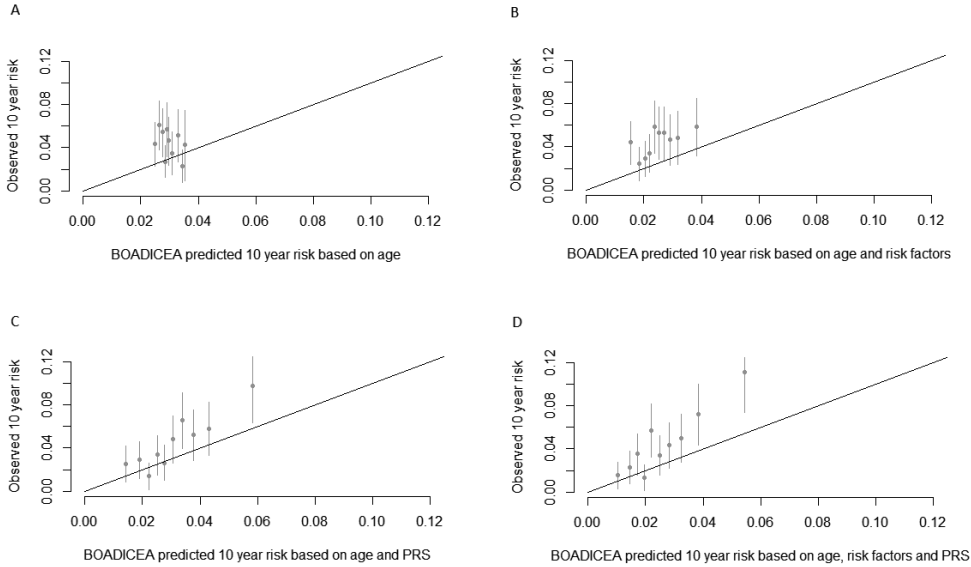 A
Observed 10 year risk
0.00 0.04 0.08 0.12
0.00 0.02 0.04 0.06 0.08 0.10 0.12
BOADICEA predicted 10 year risk based on age
B
Observed 10 year risk
0.00 0.04 0.08 0.12
0.00 0.02 0.04 0.06 0.08 0.10 0.12
BOADICEA predicted 10 year risk based on age and risk factors
C
Observed 10 year risk
0.00 0.04 0.08 0.12
0.00 0.02 0.04 0.06 0.08 0.10 0.12
BOADICEA predicted 10 year risk based on age and PRS
D
Observed 10 year risk
0.00 0.04 0.08 0.12
0.00 0.02 0.04 0.06 0.08 0.10 0.12
BOADICEA predicted 10 year risk based on age, risk factors and PRS